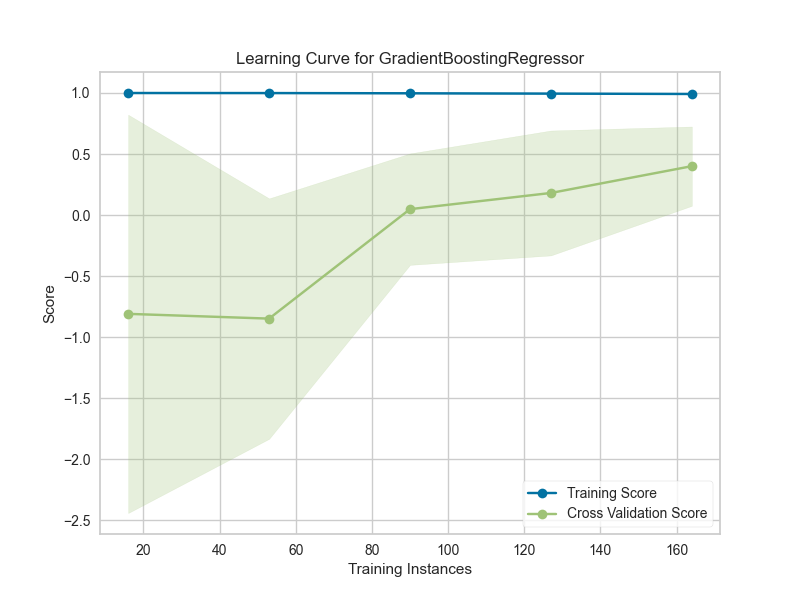 Learning Curve for GradientBoostingRegressor
Score
1.0
0.5
0.0
−0.5
−1.0
−1.5
−2.0
−2.5
Training Score
Cross Validation Score
20 40 60 80 100 120 140 160
Training Instances